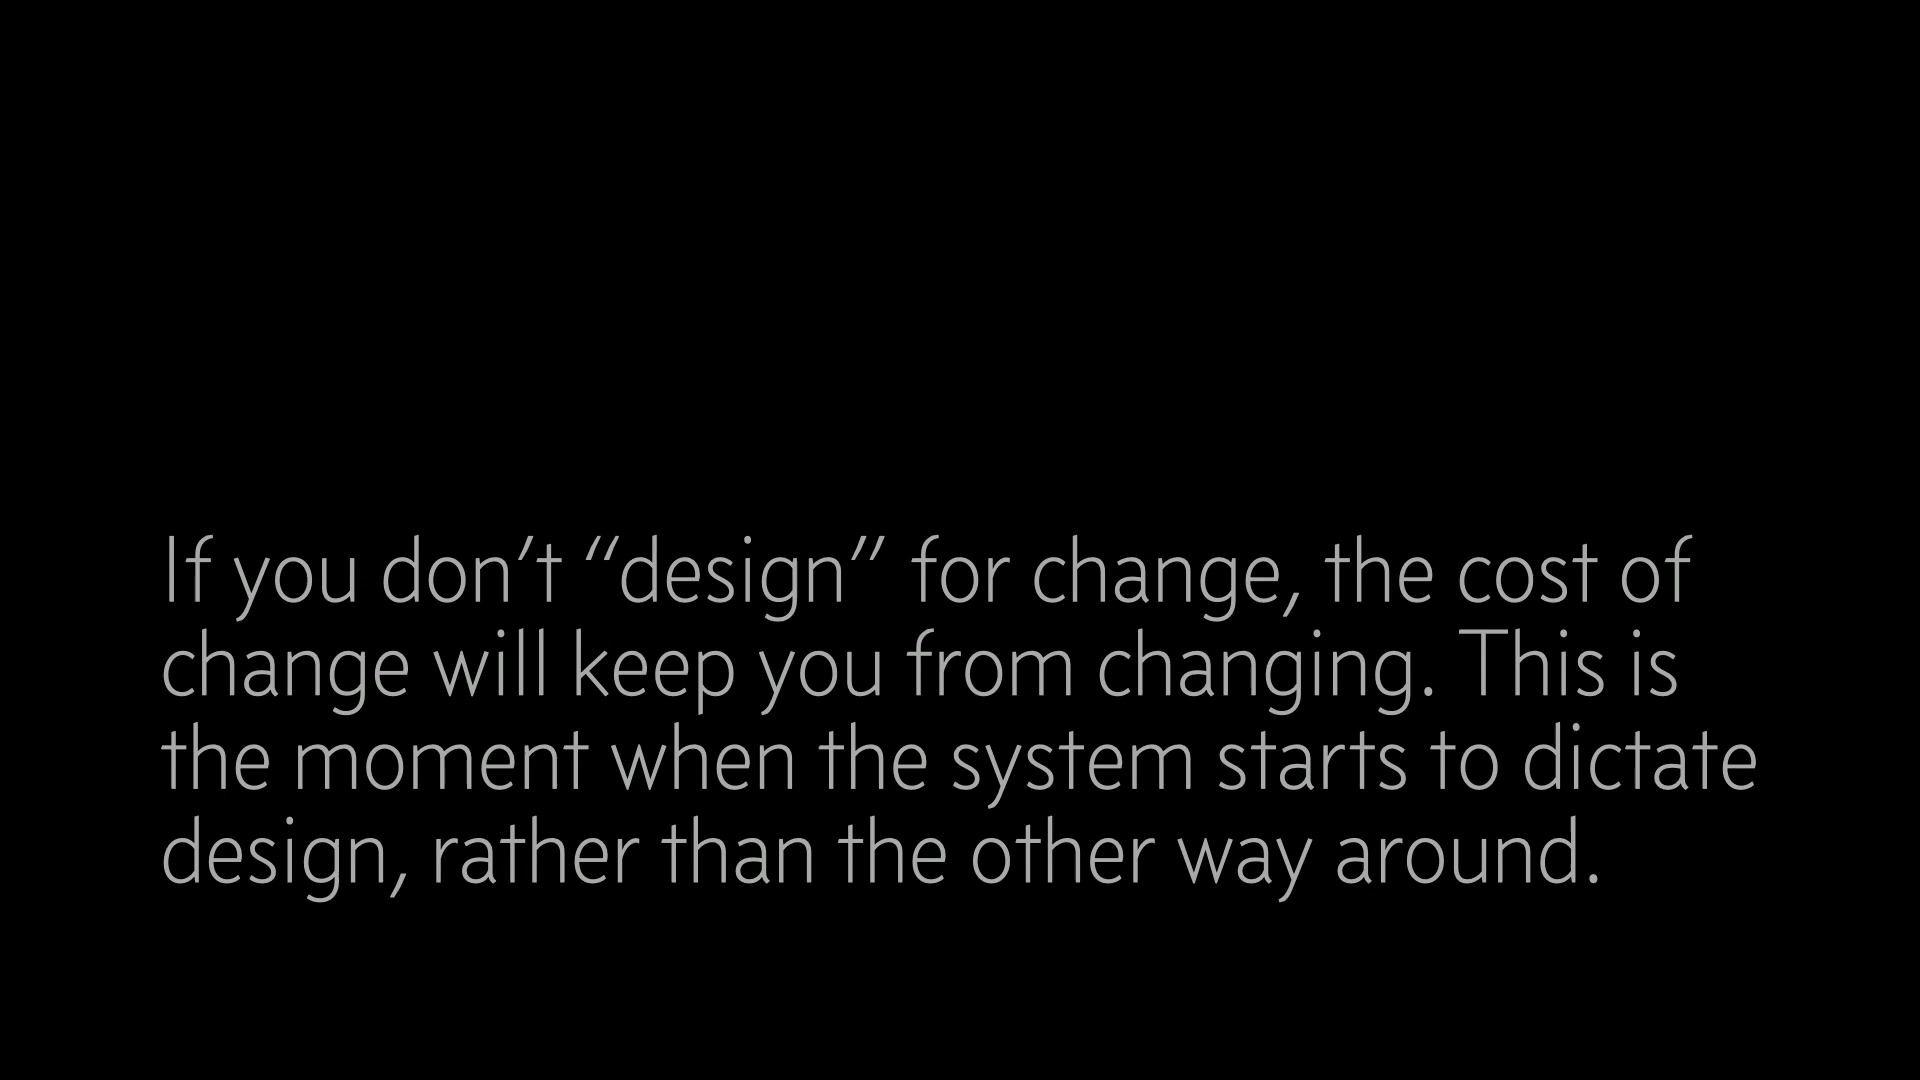 If you don’t “design” for change, the cost of
change will keep you from changing. This is
the moment when the system starts to dictate
design, rather than the other way around.